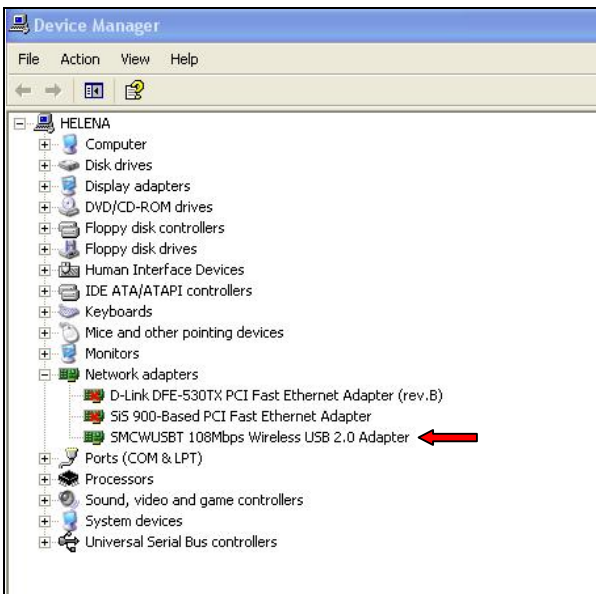 Device Manager
File Action View Help
HELENA
Computer
Disk drives
Display adapters
DVD/CD-ROM drives
Floppy disk controllers
Floppy disk drives
Human Interface Devices
IDE ATA/ATAPI controllers
Keyboards
Mice and other pointing devices
Monitors
Network adapters
D-Link DFE-530TX PCI Fast Ethernet Adapter (rev.B)
SiS 900-Based PCI Fast Ethernet Adapter
SMCWUSBT 108Mbps Wireless USB 2.0 Adapter
Ports (COM & LPT)
Processors
Sound, video and game controllers
System devices
Universal Serial Bus controllers